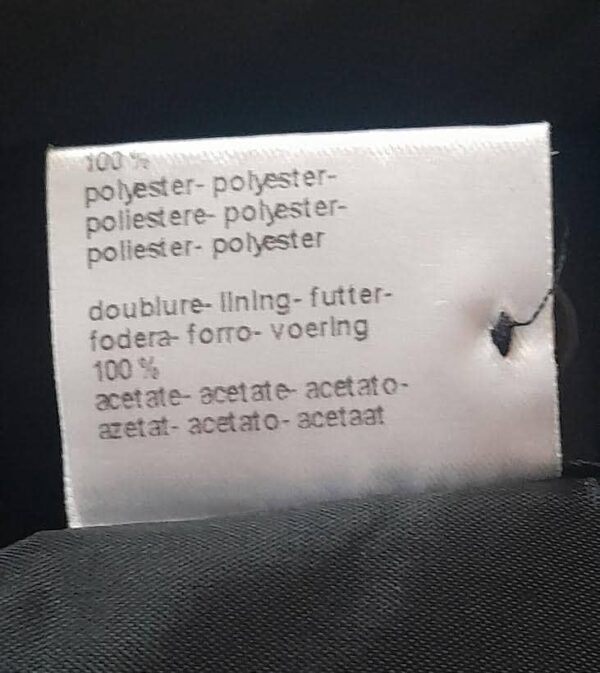 100 %
polyester- polyester-
poliestere- polyester-
poliester- polyester
doublure- lining- futter-
fodera- forro- voering
100 %
acetate- acetate- acetato-
azetat- acetato- acetaat